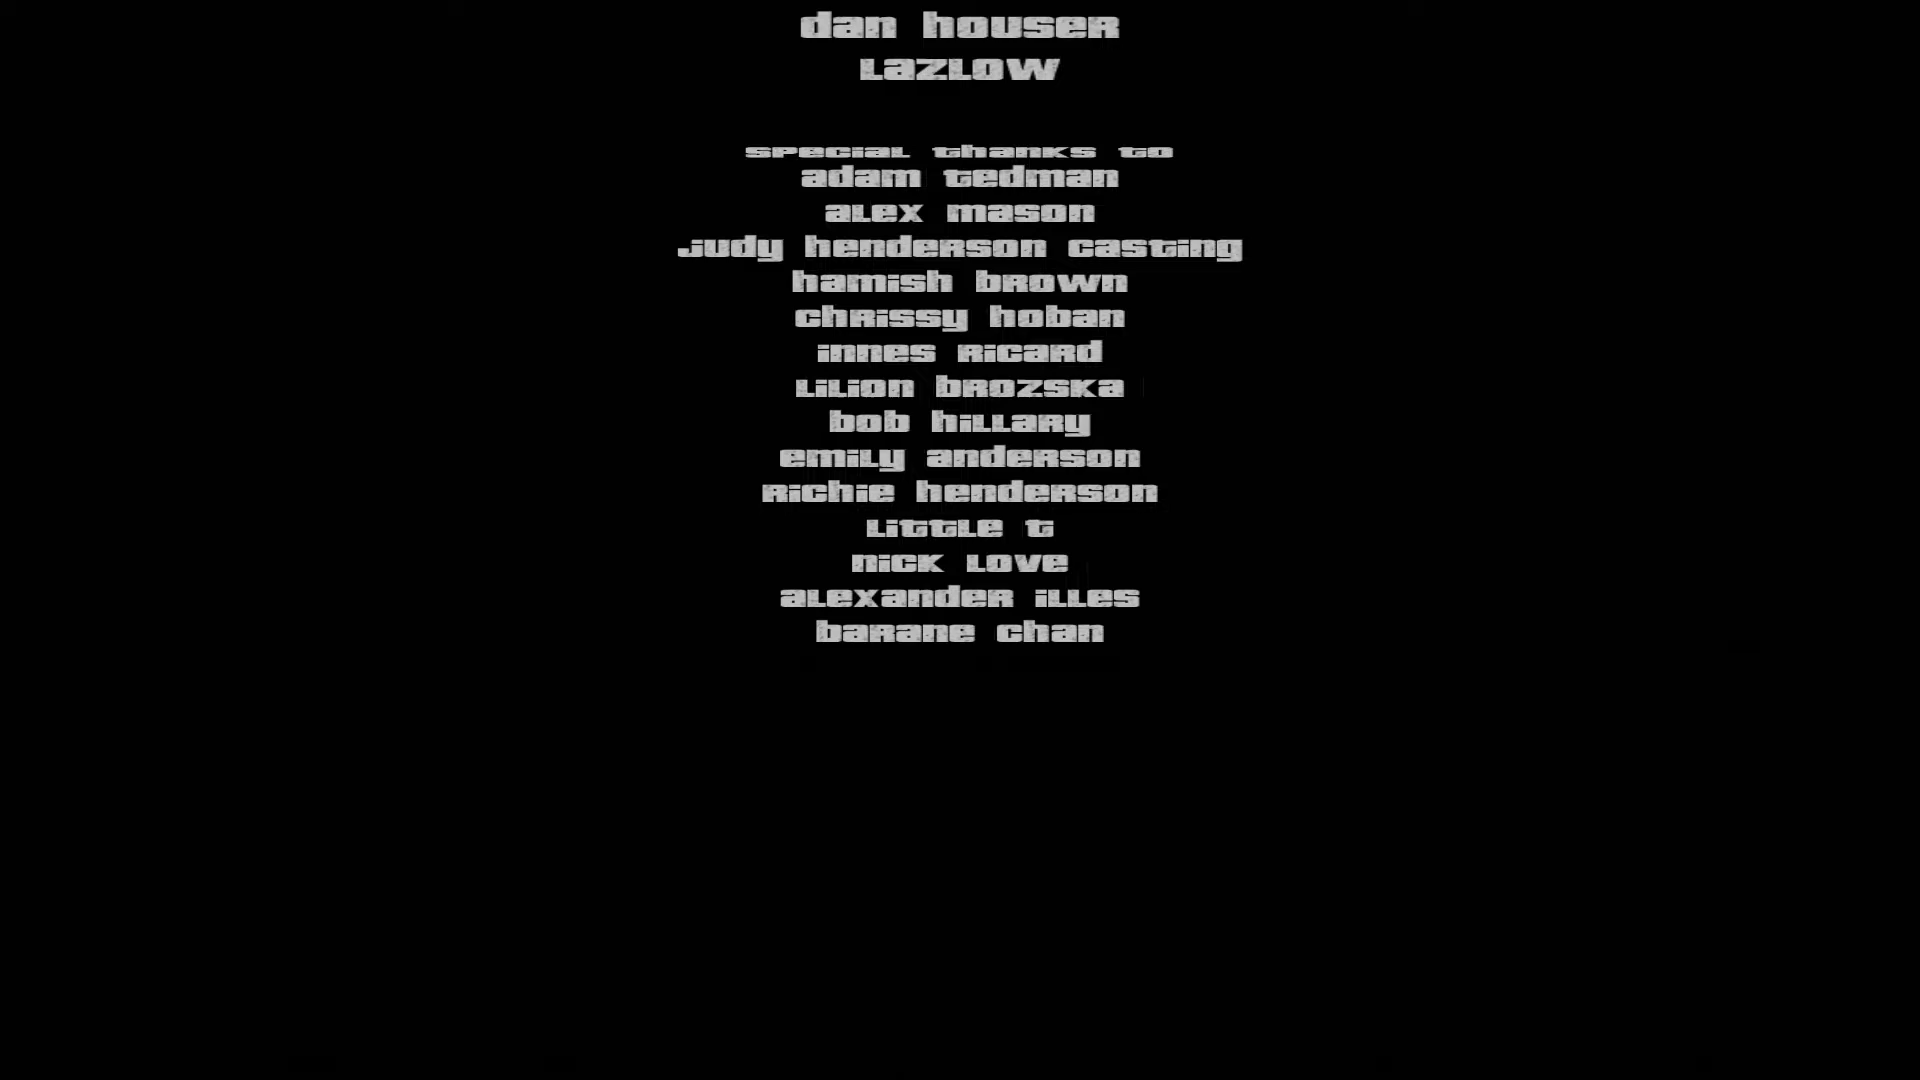 dan houser
Lazlow
special thanks to
adam tedman
alex mason
judy henderson casting
hamish brown
chrissy hoban
innes ricard
lilion brozska
bob hillary
emily anderson
richie henderson
little t
nick love
alexander illes
barane chan